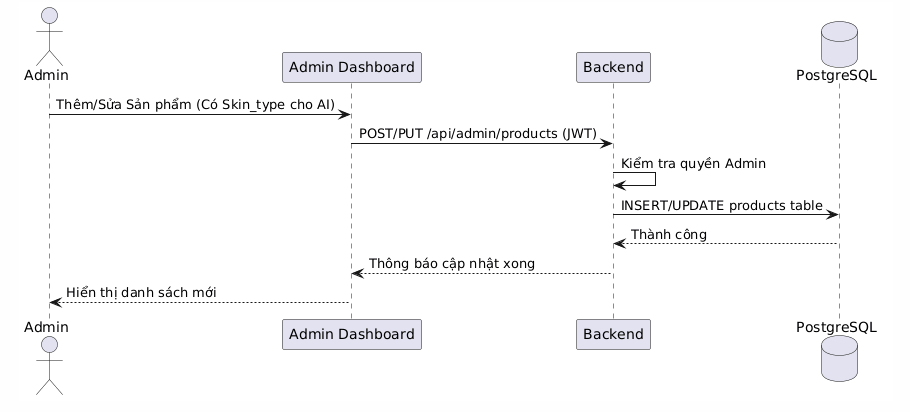 Admin
Admin Dashboard
Backend
PostgreSQL
Thêm/Sửa Sản phẩm (Có Skin_type cho AI)
POST/PUT /api/admin/products (JWT)
Kiểm tra quyền Admin
INSERT/UPDATE products table
Thành công
Thông báo cập nhật xong
Hiển thị danh sách mới
Admin
Admin Dashboard
Backend
PostgreSQL